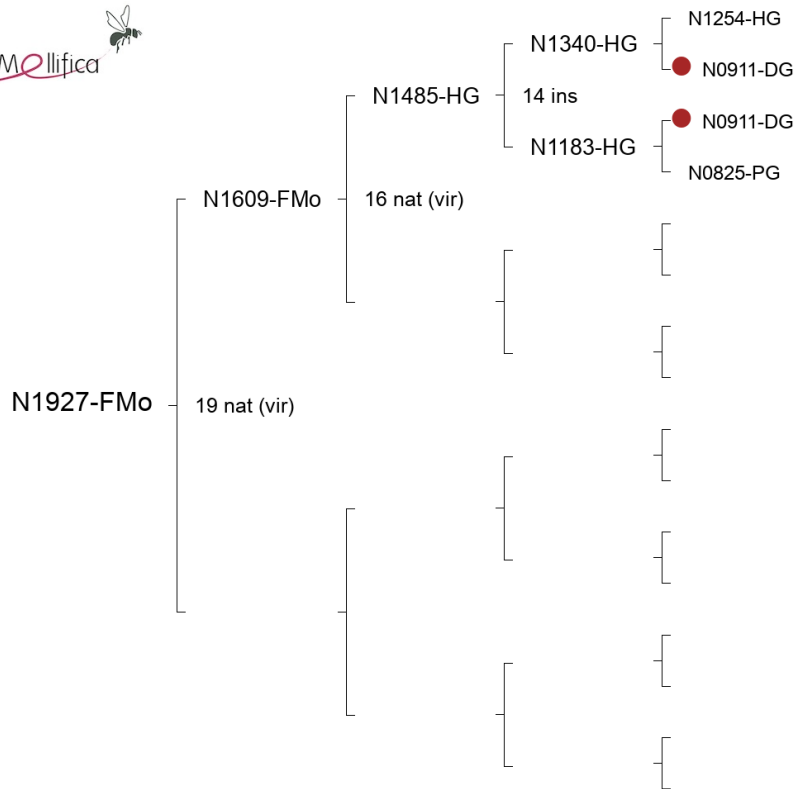 Mellifica
N1254-HG
N1340-HG
N0911-DG
N1485-HG
14 ins
N0911-DG
N1183-HG
N0825-PG
N1609-FMo
16 nat (vir)
N1927-FMo
19 nat (vir)